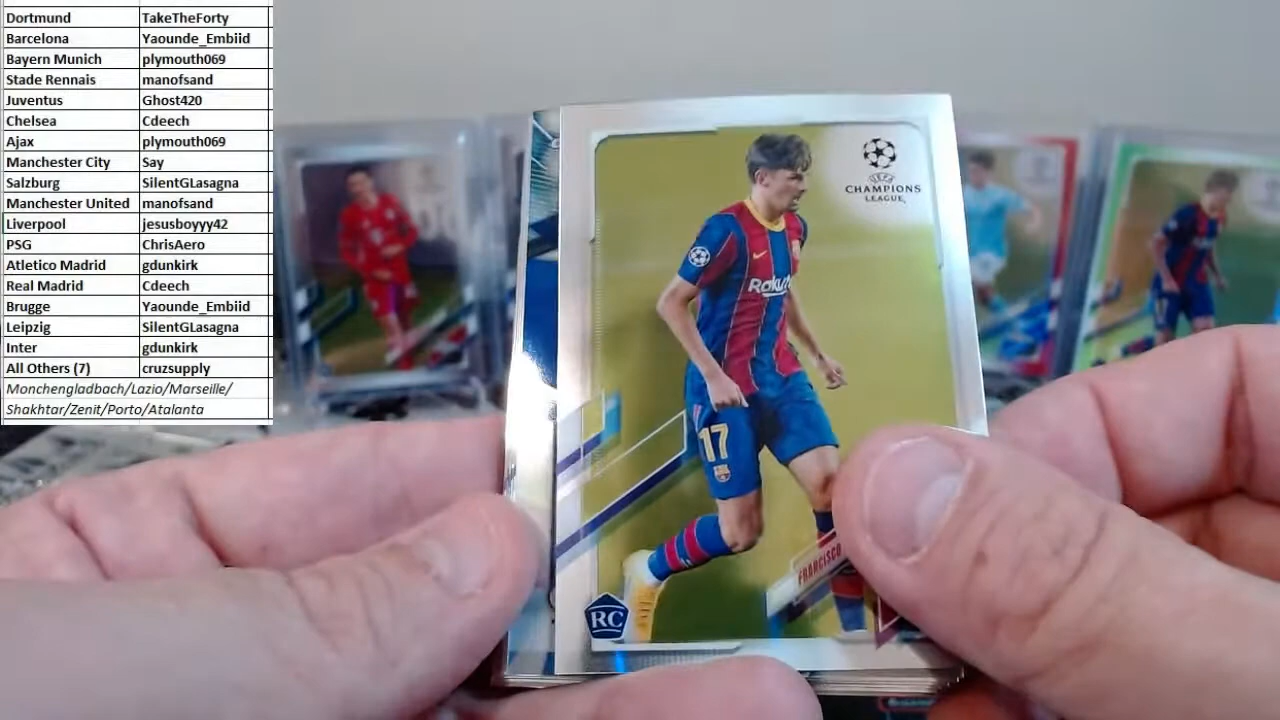 Dortmund TakeTheForty
Barcelona Yaounde_Embiid
Bayern Munich plymouth069
Stade Rennais manofsand
Juventus Ghost420
Chelsea Cdeech
Ajax plymouth069
Manchester City Say
Salzburg SilentGLasagna
Manchester United manofsand
Liverpool jesusboyyy42
PSG ChrisAero
Atletico Madrid gdunkirk
Real Madrid Cdeech
Brugge Yaounde_Embiid
Leipzig SilentGLasagna
Inter gdunkirk
All Others (7) cruzsupply
Monchengladbach/Lazio/Marseille/
Shakhtar/Zenit/Porto/Atalanta
UEFA
CHAMPIONS
LEAGUE
17
FRANCISCO
RC